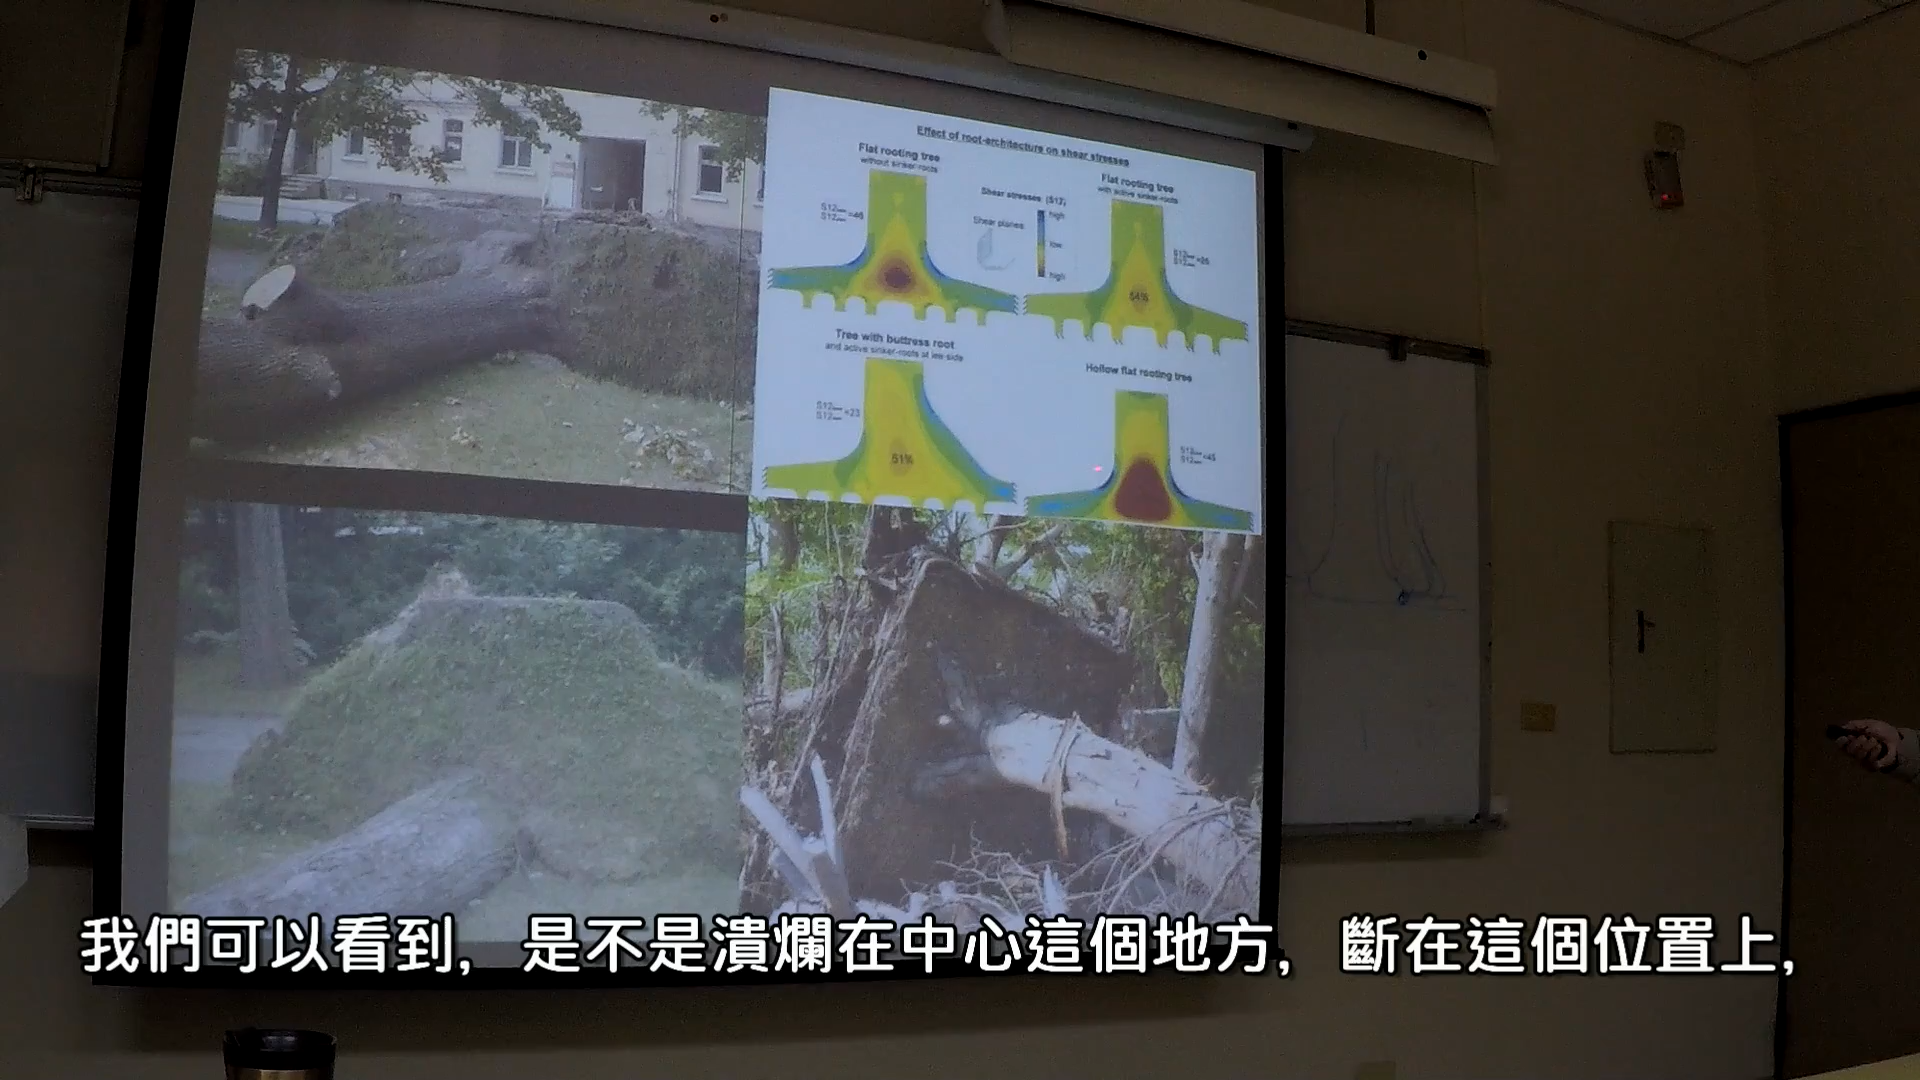 Effect of root-architecture on shear stresses
Flat rooting tree
without sinker-roots
Shear stresses (S12)
high
Shear planes
low
high
Flat rooting tree
with active sinker-roots
54%
Tree with buttress root
and active sinker-roots at lee side
51%
Hollow flat rooting tree
我們可以看到, 是不是潰爛在中心這個地方, 斷在這個位置上,